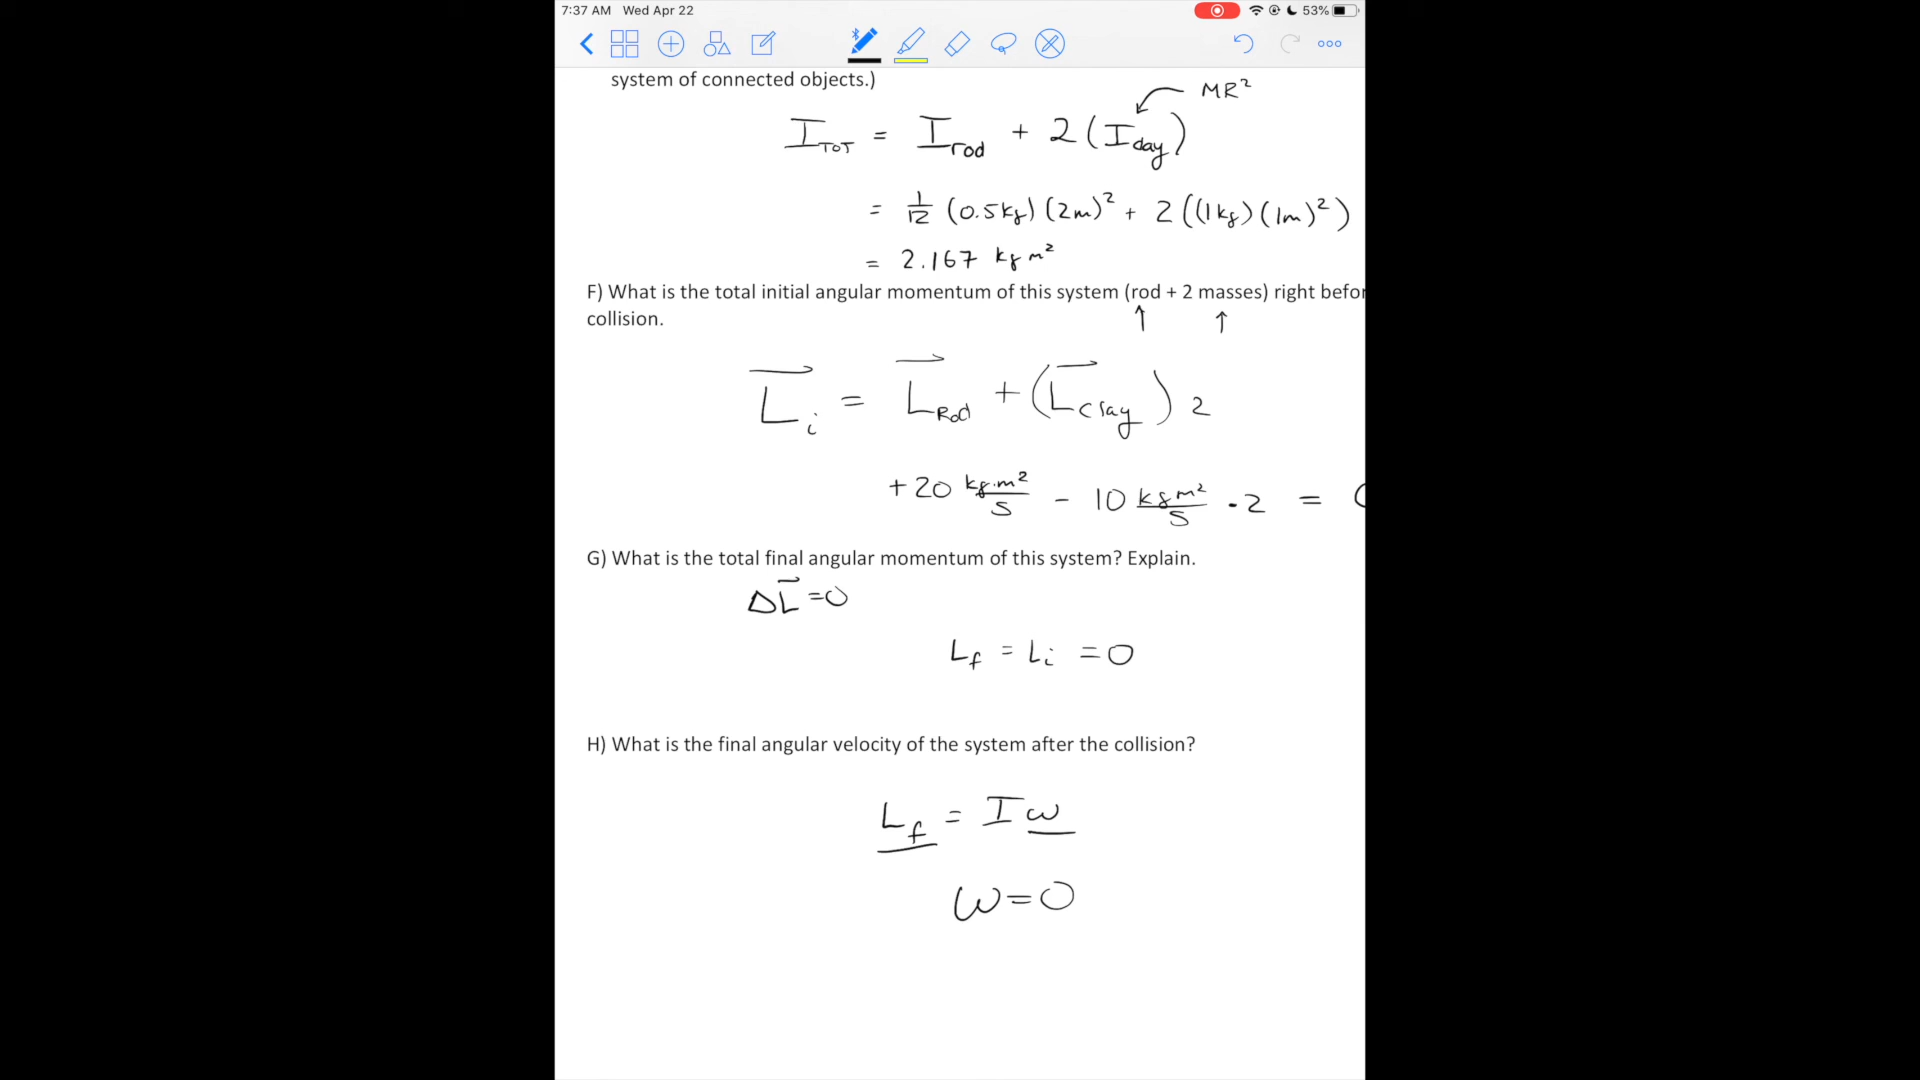 7:37 AM Wed Apr 22 53%
system of connected objects.)
MR²
I_TOT = I_rod + 2(I_clay)
= 1/12 (0.5kg)(2m)² + 2((1kg)(1m)²)
= 2.167 kg m²
F) What is the total initial angular momentum of this system (rod + 2 masses) right befor
collision.
L_i = L_Rod + (L_clay) 2
+20 kg·m²/s - 10 kg m²/s · 2 =
G) What is the total final angular momentum of this system? Explain.
ΔL = 0
L_f = L_i = 0
H) What is the final angular velocity of the system after the collision?
L_f = I ω
ω = 0